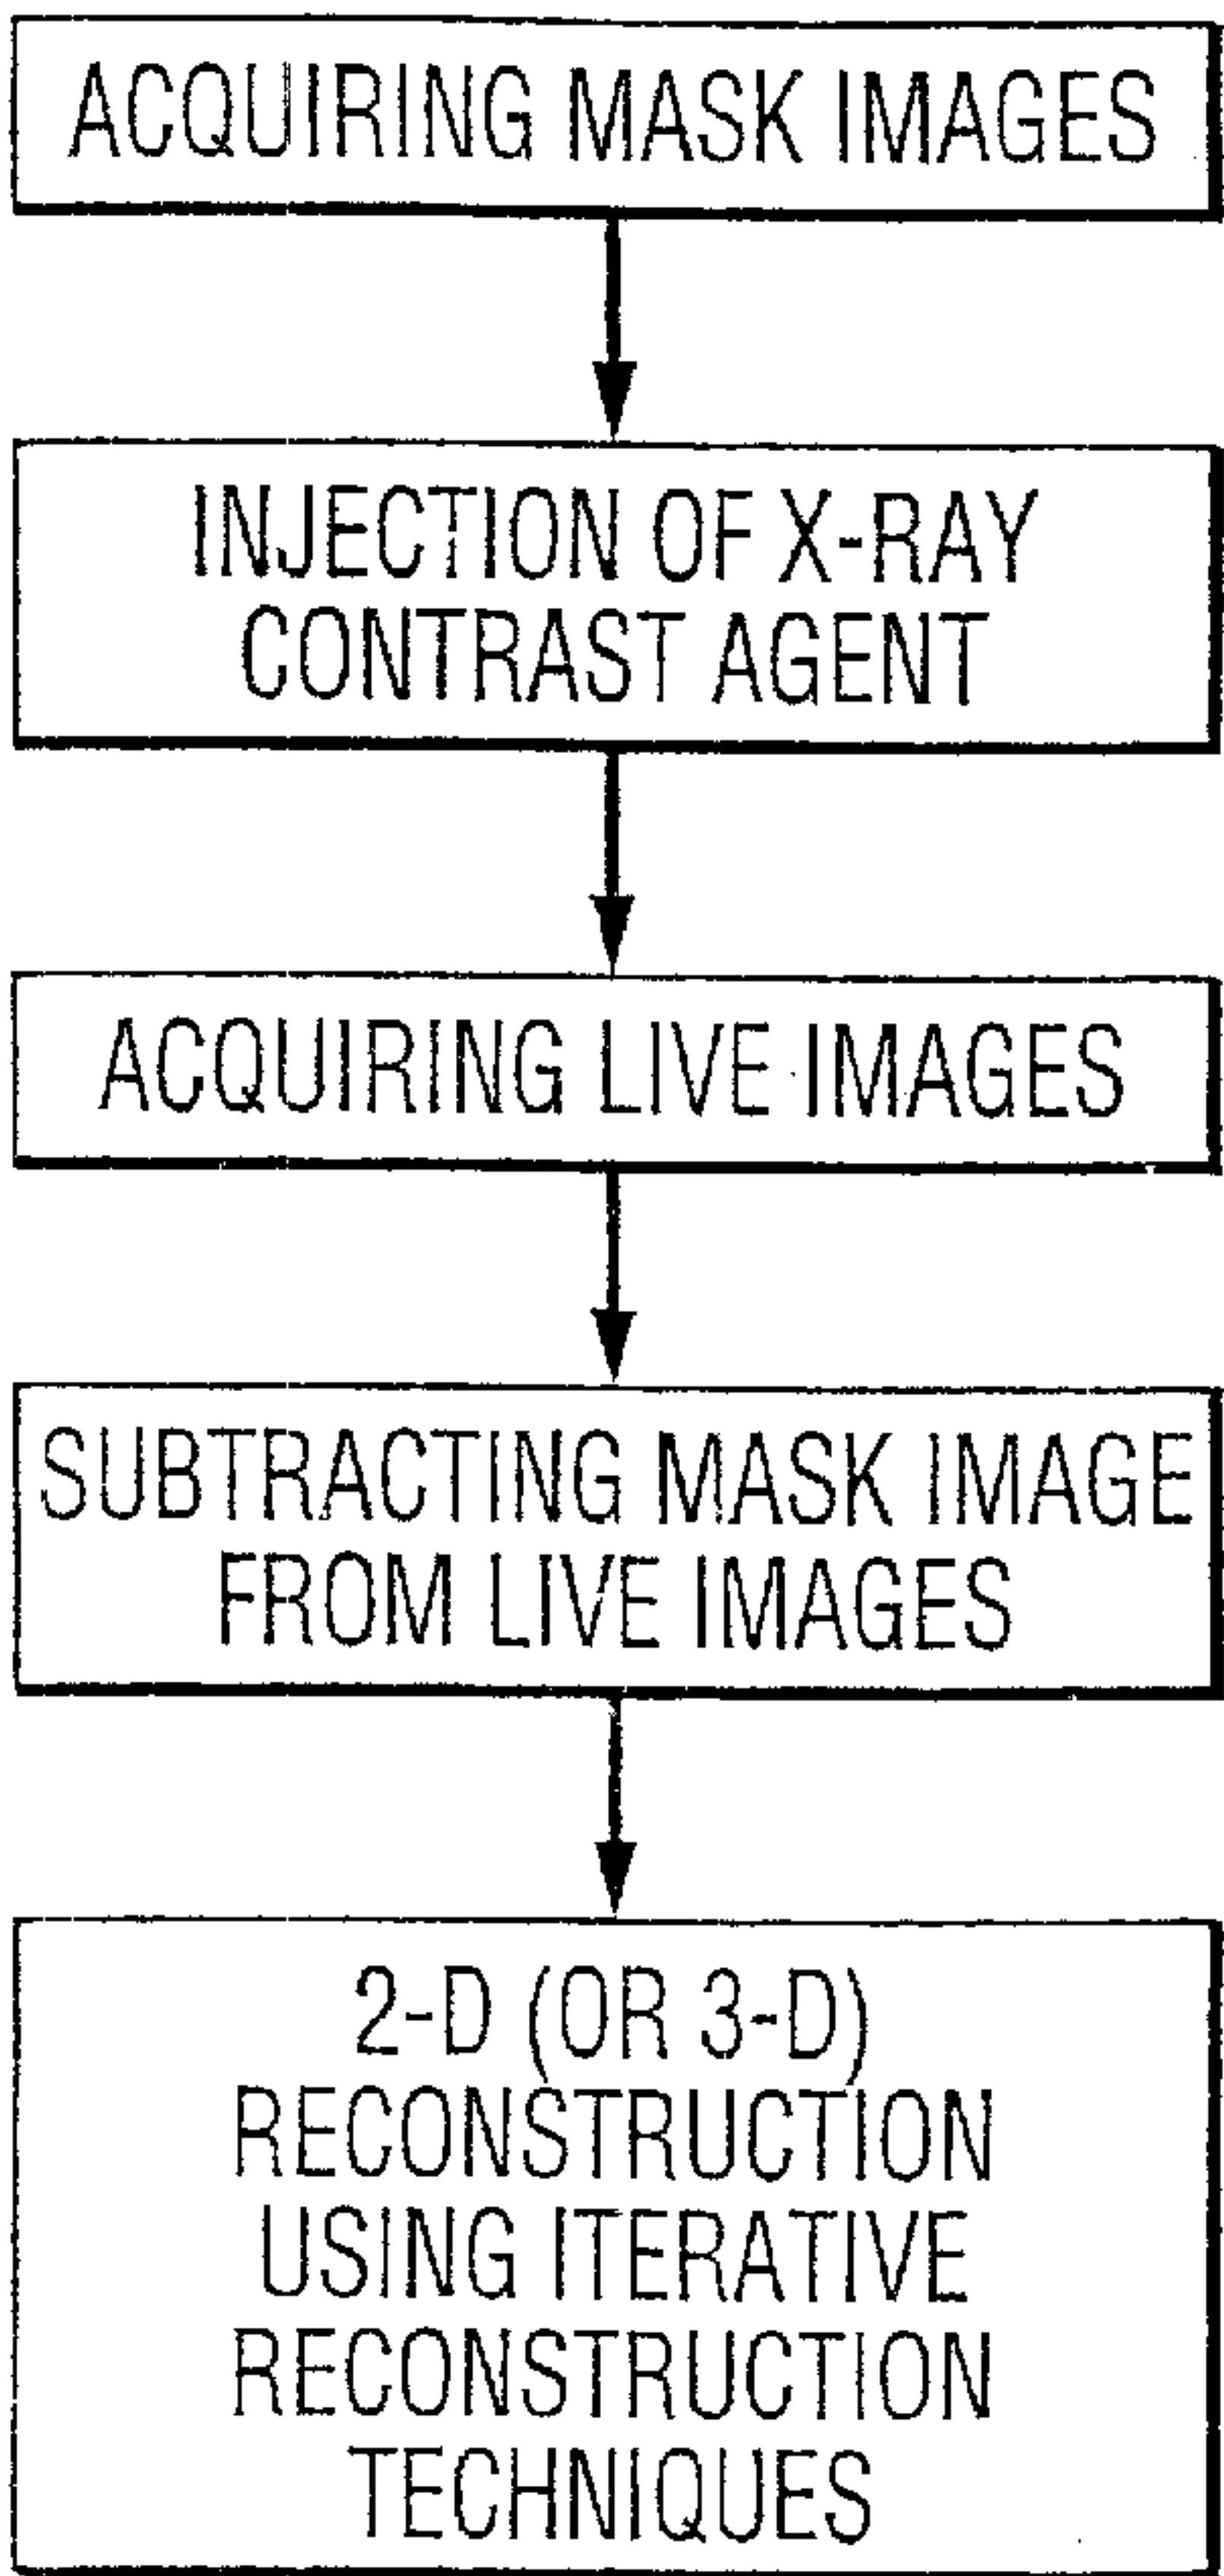 ACQUIRING MASK IMAGES
INJECTION OF X-RAY
CONTRAST AGENT
ACQUIRING LIVE IMAGES
SUBTRACTING MASK IMAGE
FROM LIVE IMAGES
2-D (OR 3-D)
RECONSTRUCTION
USING ITERATIVE
RECONSTRUCTION
TECHNIQUES